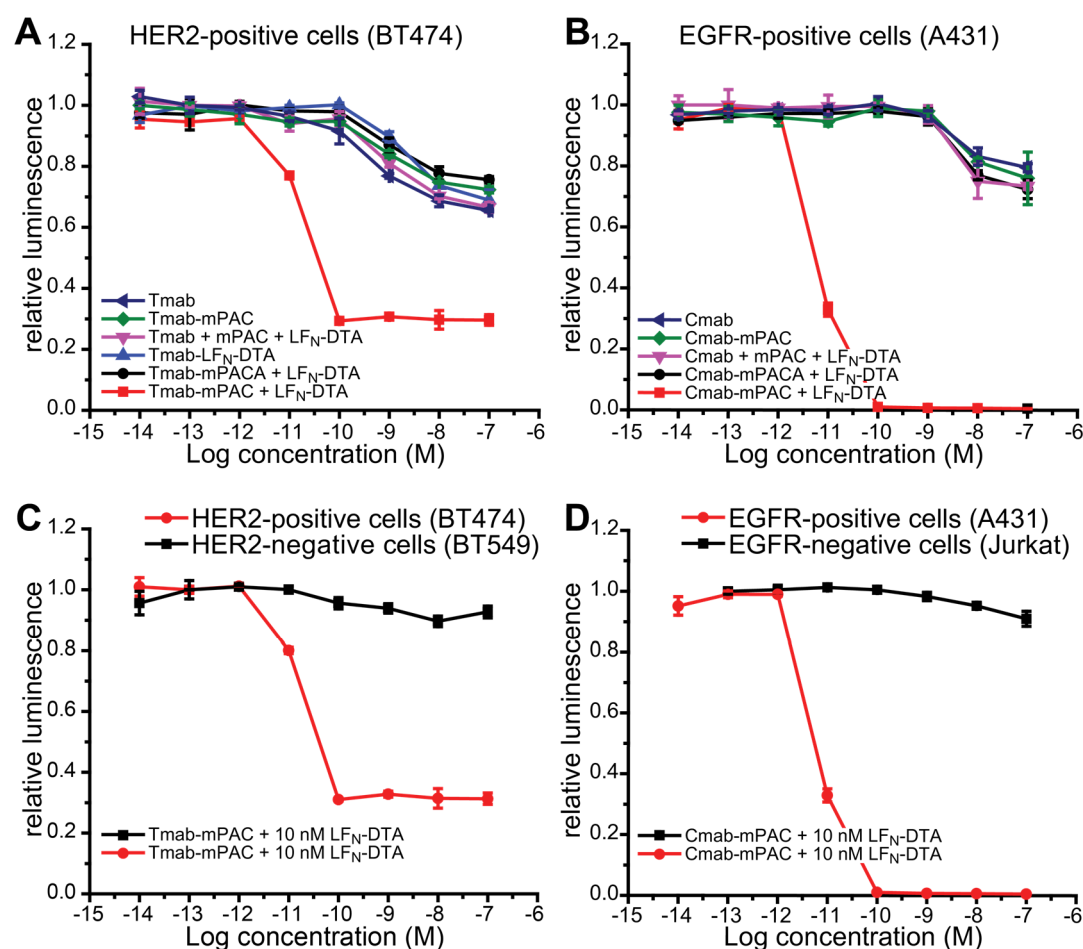 A
HER2-positive cells (BT474)
relative luminescence
1.2
1.0
0.8
0.6
0.4
0.2
0.0
Tmab
Tmab-mPAC
Tmab + mPAC + LFN-DTA
Tmab-LFN-DTA
Tmab-mPACA + LFN-DTA
Tmab-mPAC + LFN-DTA
-15 -14 -13 -12 -11 -10 -9 -8 -7 -6
Log concentration (M)
B
EGFR-positive cells (A431)
relative luminescence
1.2
1.0
0.8
0.6
0.4
0.2
0.0
Cmab
Cmab-mPAC
Cmab + mPAC + LFN-DTA
Cmab-mPACA + LFN-DTA
Cmab-mPAC + LFN-DTA
-15 -14 -13 -12 -11 -10 -9 -8 -7 -6
Log concentration (M)
C
HER2-positive cells (BT474)
HER2-negative cells (BT549)
relative luminescence
1.2
1.0
0.8
0.6
0.4
0.2
0.0
Tmab-mPAC + 10 nM LFN-DTA
Tmab-mPAC + 10 nM LFN-DTA
-15 -14 -13 -12 -11 -10 -9 -8 -7 -6
Log concentration (M)
D
EGFR-positive cells (A431)
EGFR-negative cells (Jurkat)
relative luminescence
1.2
1.0
0.8
0.6
0.4
0.2
0.0
Cmab-mPAC + 10 nM LFN-DTA
Cmab-mPAC + 10 nM LFN-DTA
-15 -14 -13 -12 -11 -10 -9 -8 -7 -6
Log concentration (M)